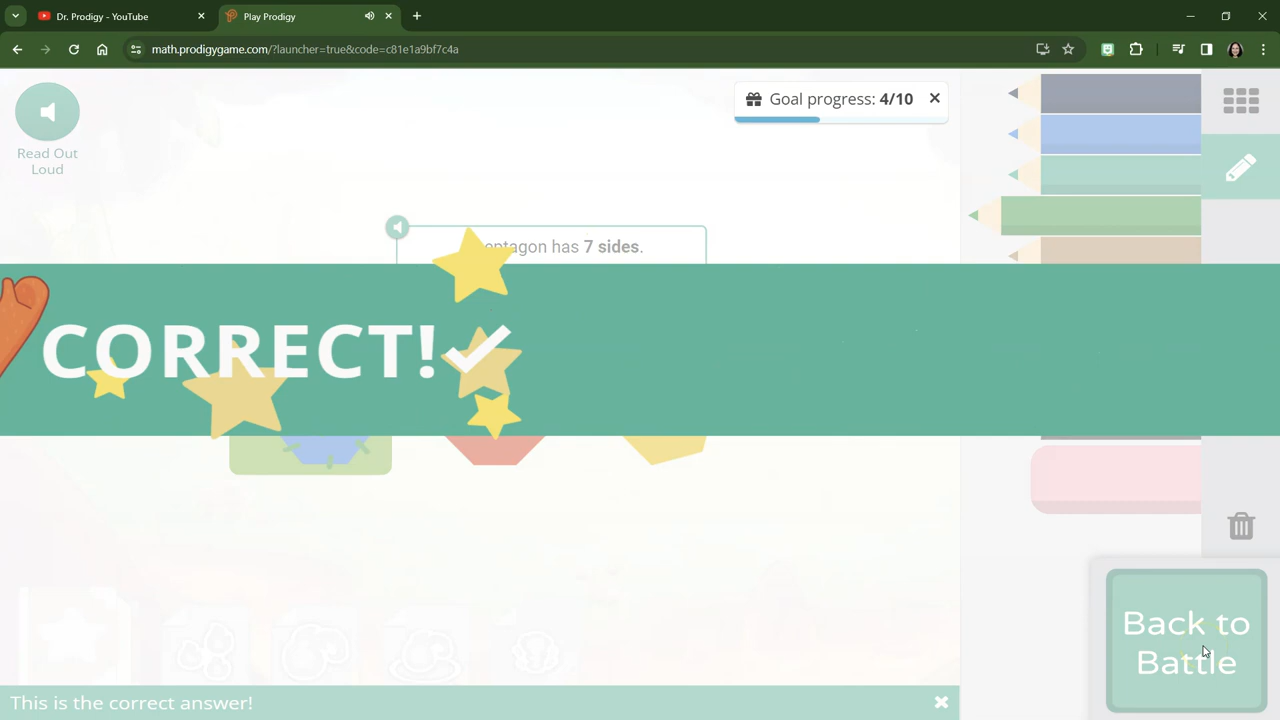 Dr. Prodigy - YouTube
Play Prodigy
math.prodigygame.com/?launcher=true&code=c81e1a9bf7c4a
Read Out
Loud
Goal progress: 4/10
has 7 sides.
CORRECT!
Back to
Battle
This is the correct answer!